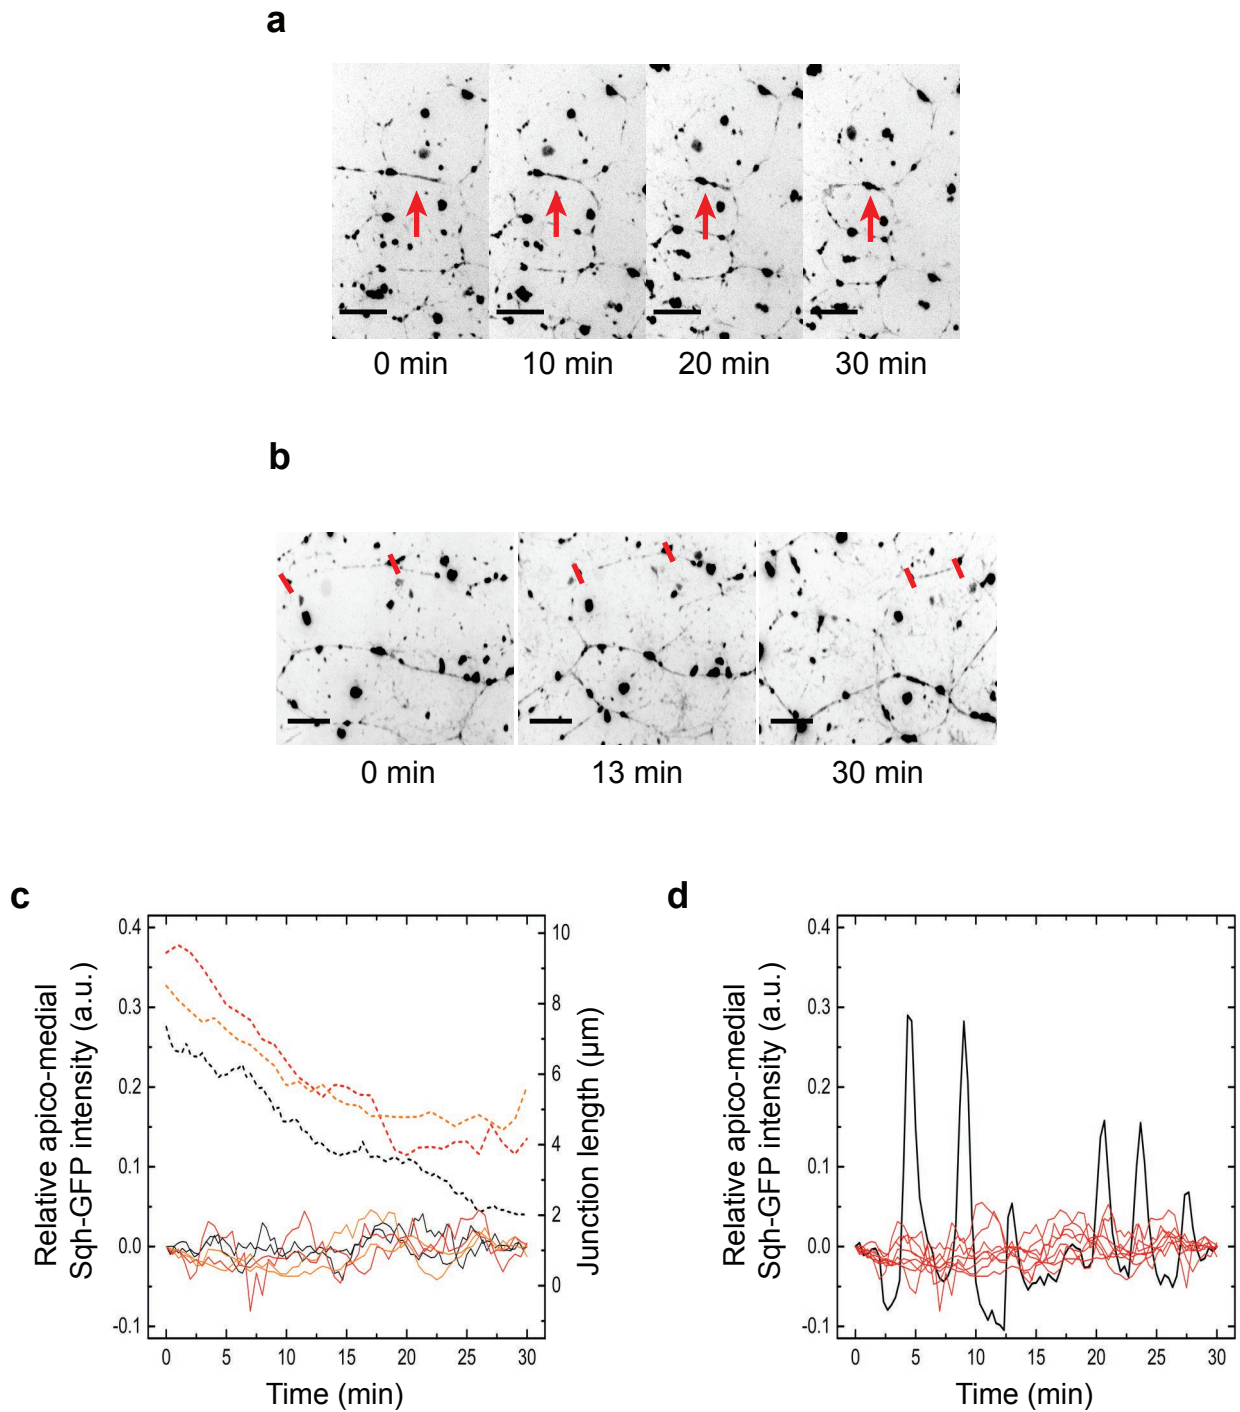 a
0 min 10 min 20 min 30 min
b
0 min 13 min 30 min
c
Relative apico-medial
Sqh-GFP intensity (a.u.)
0.4
0.3
0.2
0.1
0.0
-0.1
10
8
6
4
2
0
Junction length (µm)
0 5 10 15 20 25 30
Time (min)
d
Relative apico-medial
Sqh-GFP intensity (a.u.)
0.4
0.3
0.2
0.1
0.0
-0.1
0 5 10 15 20 25 30
Time (min)